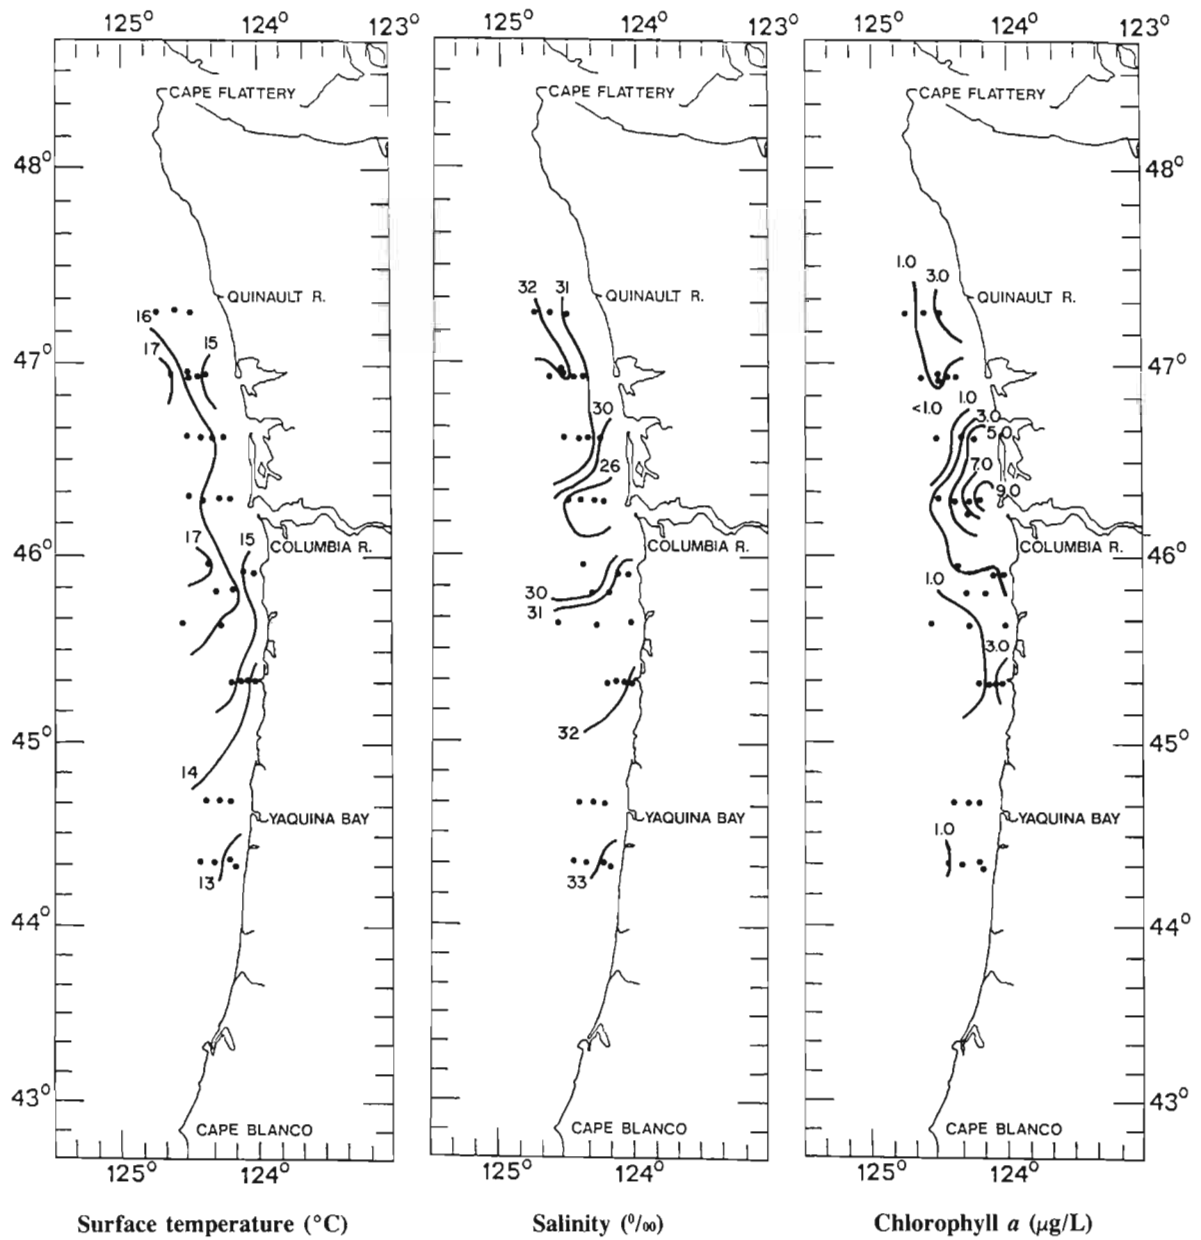 125° 124° 123° 125° 124° 125° 124° 123°
CAPE FLATTERY CAPE FLATTERY CAPE FLATTERY
48° 48°
1.0 3.0
32 31
QUINAULT R. QUINAULT R. QUINAULT R.
16
17 15
47° 47°
30 <1.0 1.0 3.0
5.0
26 7.0
9.0
17 15
COLUMBIA R. COLUMBIA R. COLUMBIA R.
46° 46°
30 1.0
31
3.0
32
45° 45°
14
YAQUINA BAY YAQUINA BAY YAQUINA BAY
1.0
13 33
44° 44°
43° 43°
CAPE BLANCO CAPE BLANCO CAPE BLANCO
125° 124° 125° 124° 125° 124°
Surface temperature (°C) Salinity (⁰/₀₀) Chlorophyll a (μg/L)